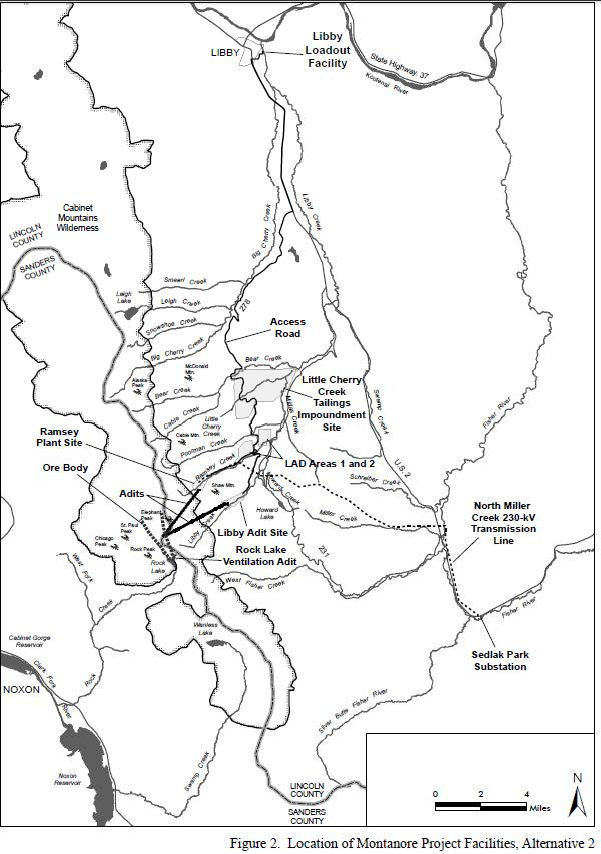 LIBBY
Libby
Loadout
Facility
State Highway, 37
Kootenai River
Cabinet
Mountains
Wilderness
LINCOLN
COUNTY
SANDERS
COUNTY
Big Cherry Creek
Libby Creek
Smearl Creek
Leigh
Lake
Leigh Creek
278
Snowshoe Creek
Access
Road
Big Cherry Creek
Bear Creek
McDonald
Mtn.
Alaska
Peak
Bear Creek
Little Cherry
Creek
Tailings
Impoundment
Site
Cable Creek
Little
Cherry
Creek
Midas Creek
Swamp Creek
Fisher River
Ramsey
Plant Site
Cable Mtn.
Poorman Creek
Ore Body
Ramsey Creek
LAD Areas 1 and 2
U.S. 2
Schreiber Creek
Adits
Shaw Mtn.
Howard Creek
Elephant
Peak
Howard
Lake
Miller Creek
North Miller
Creek 230-kV
Transmission
Line
St. Paul
Peak
Libby Creek
Libby Adit Site
Chicago
Peak
Rock Peak
Rock
Lake
Rock Lake
Ventilation Adit
231
West Fork
West Fisher Creek
Creek
Fisher River
Wanless
Lake
Sedlak Park
Substation
Cabinet Gorge
Reservoir
Rock
Clark Fork
River
NOXON
Silver Butte Fisher River
Noxon
Reservoir
Swamp Creek
LINCOLN
COUNTY
SANDERS
COUNTY
N
0 2 4
Miles
Figure 2. Location of Montanore Project Facilities, Alternative 2